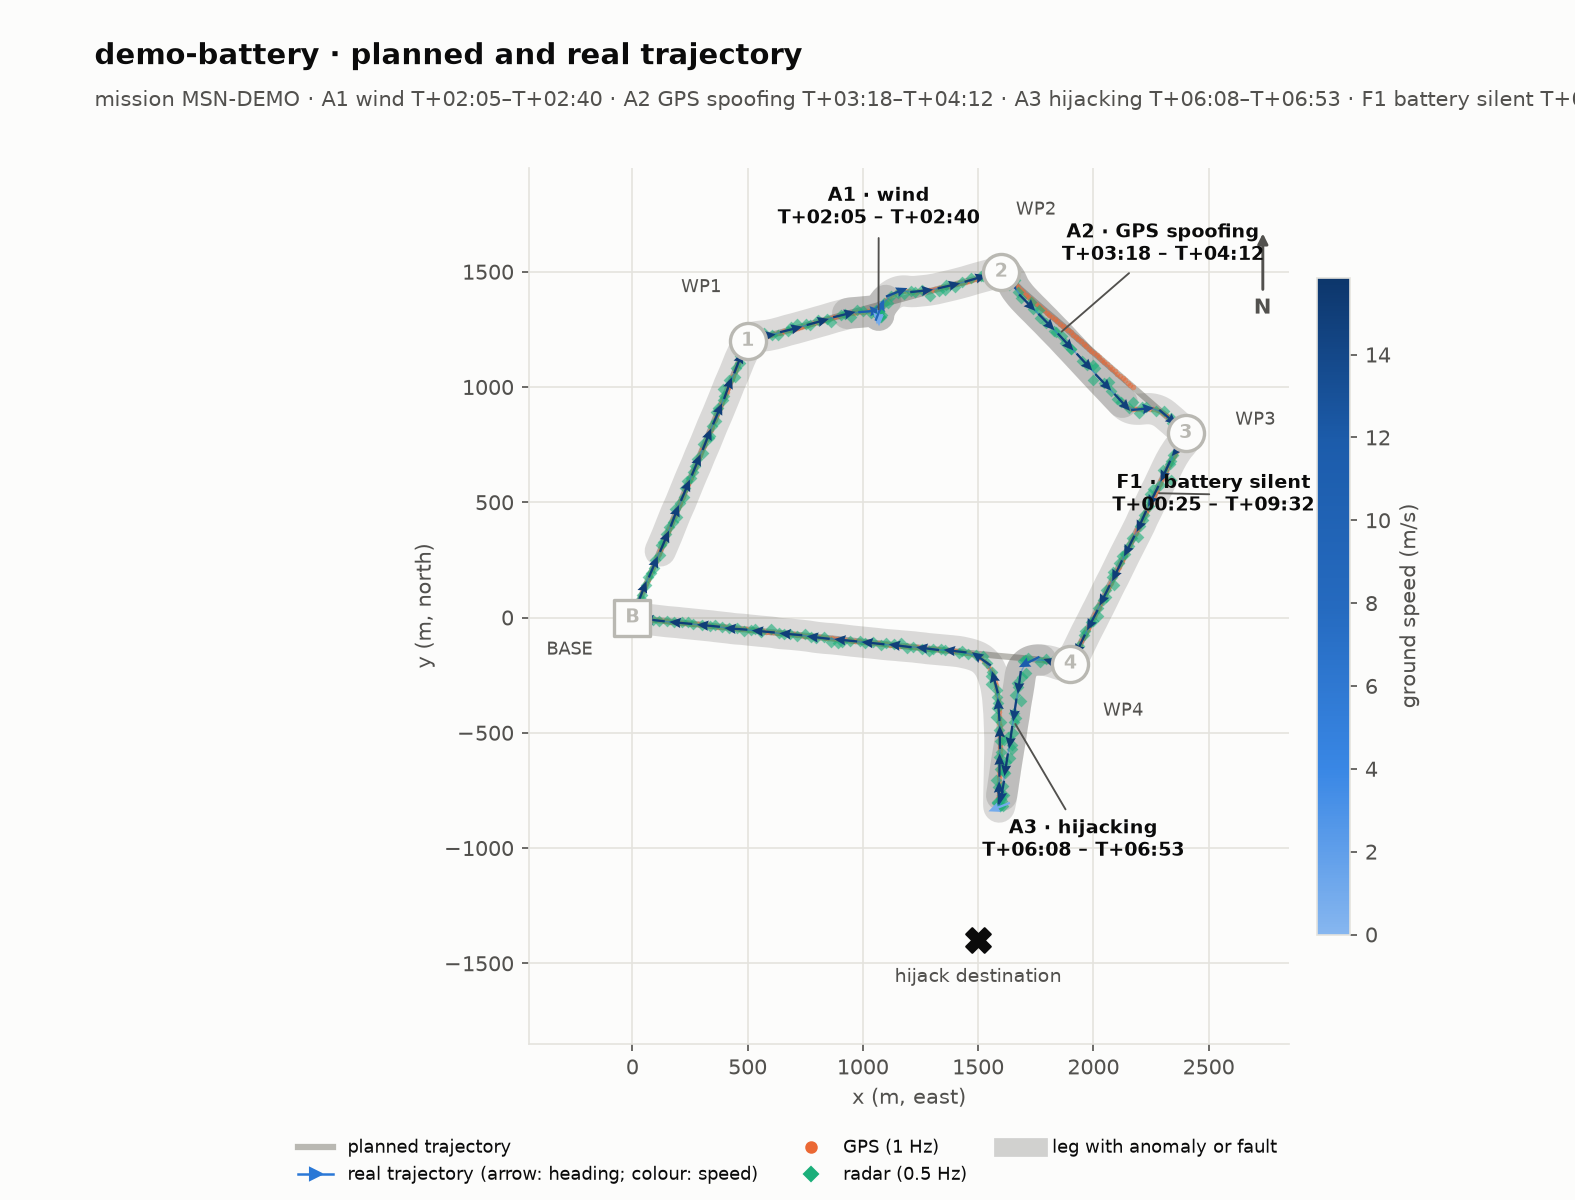 demo-battery · planned and real trajectory
mission MSN-DEMO · A1 wind T+02:05–T+02:40 · A2 GPS spoofing T+03:18–T+04:12 · A3 hijacking T+06:08–T+06:53 · F1 battery silent
A1 · wind
T+02:05 – T+02:40
WP2
A2 · GPS spoofing
T+03:18 – T+04:12
N
WP1
2
1
WP3
3
F1 · battery silent
T+00:25 – T+09:32
B
BASE
4
WP4
A3 · hijacking
T+06:08 – T+06:53
hijack destination
1500
1000
500
0
−500
−1000
−1500
y (m, north)
0
500
1000
1500
2000
2500
x (m, east)
14
12
10
8
6
4
2
0
ground speed (m/s)
planned trajectory
real trajectory (arrow: heading; colour: speed)
GPS (1 Hz)
radar (0.5 Hz)
leg with anomaly or fault